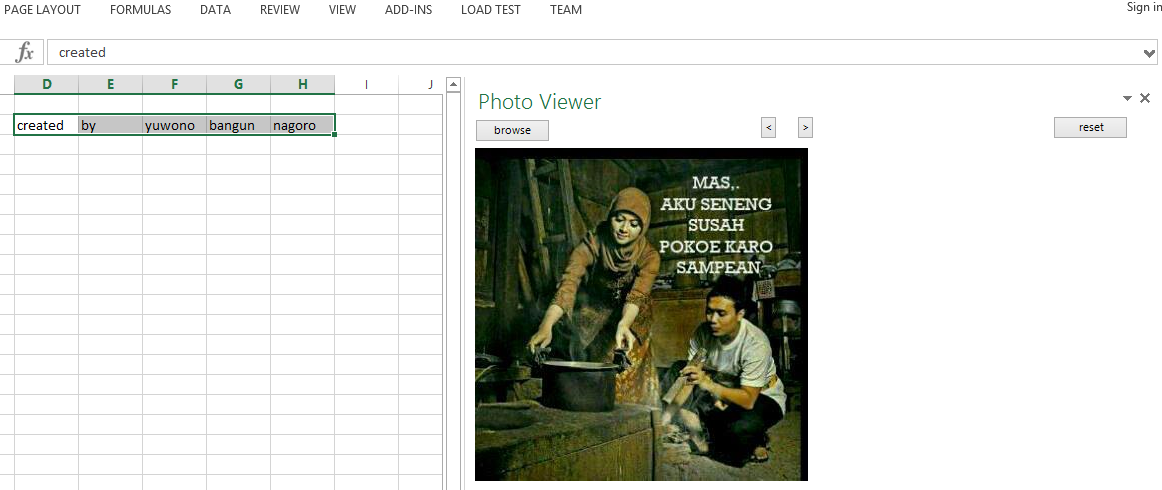 PAGE LAYOUT FORMULAS DATA REVIEW VIEW ADD-INS LOAD TEST TEAM Sign in
fx created
D E F G H I J
Photo Viewer
browse < > reset
created by yuwono bangun nagoro
MAS,.
AKU SENENG
SUSAH
POKOE KARO
SAMPEAN